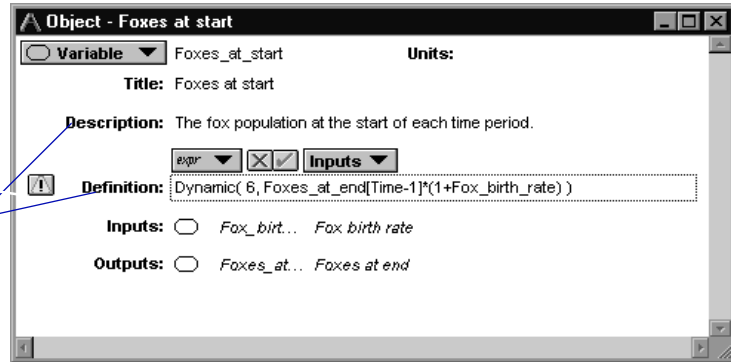 Object - Foxes at start
Variable Foxes_at_start Units:
Title: Foxes at start
Description: The fox population at the start of each time period.
expr Inputs
Definition: Dynamic( 6, Foxes_at_end[Time-1]*(1+Fox_birth_rate) )
Inputs: Fox_birt... Fox birth rate
Outputs: Foxes_at... Foxes at end